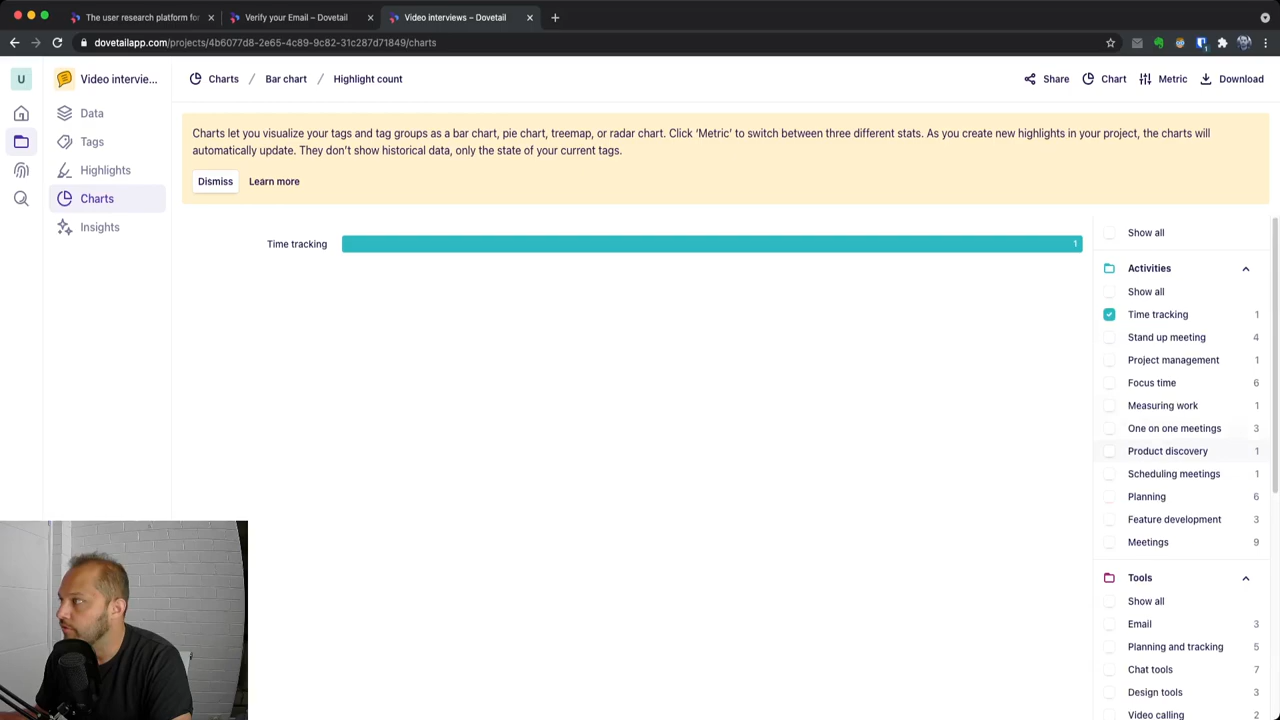 The user research platform for
Verify your Email – Dovetail
Video interviews – Dovetail
dovetailapp.com/projects/4b6077d8-2e65-4c89-9c82-31c287d71849/charts
U
Video intervie...
Charts / Bar chart / Highlight count
Share
Chart
Metric
Download
Data
Tags
Highlights
Charts
Insights
Charts let you visualize your tags and tag groups as a bar chart, pie chart, treemap, or radar chart. Click ‘Metric’ to switch between three different stats. As you create new highlights in your project, the charts will
automatically update. They don’t show historical data, only the state of your current tags.
Dismiss
Learn more
Time tracking 1
Show all
Activities
Show all
Time tracking 1
Stand up meeting 4
Project management 1
Focus time 6
Measuring work 1
One on one meetings 3
Product discovery 1
Scheduling meetings 1
Planning 6
Feature development 3
Meetings 9
Tools
Show all
Email 3
Planning and tracking 5
Chat tools 7
Design tools 3
Video calling 2